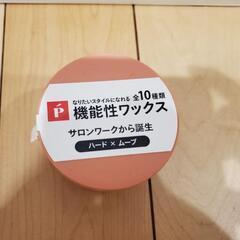 なりたいスタイルになれる 全10種類
P 機能性ワックス
サロンワークから誕生
ハード × ムーブ